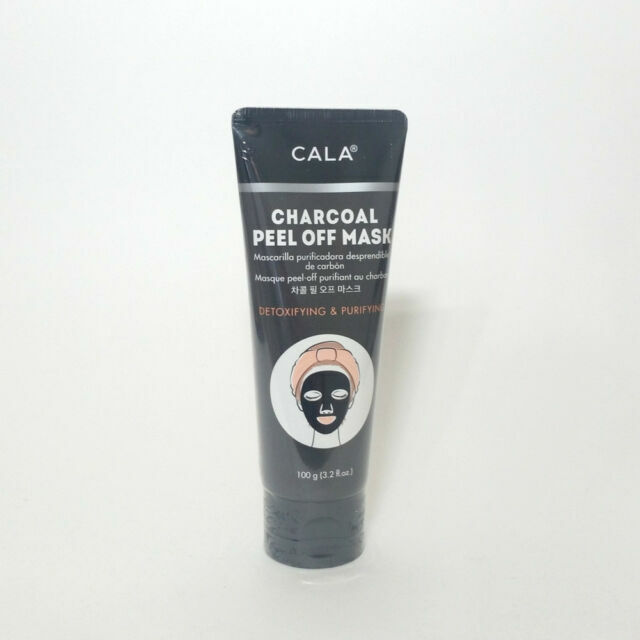 CALA®
CHARCOAL
PEEL OFF MASK
Mascarilla purificadora desprendible
de carbón
Masque peel-off purifiant au charbon
차콜 필 오프 마스크
DETOXIFYING & PURIFYING
100 g (3.2 fl.oz.)